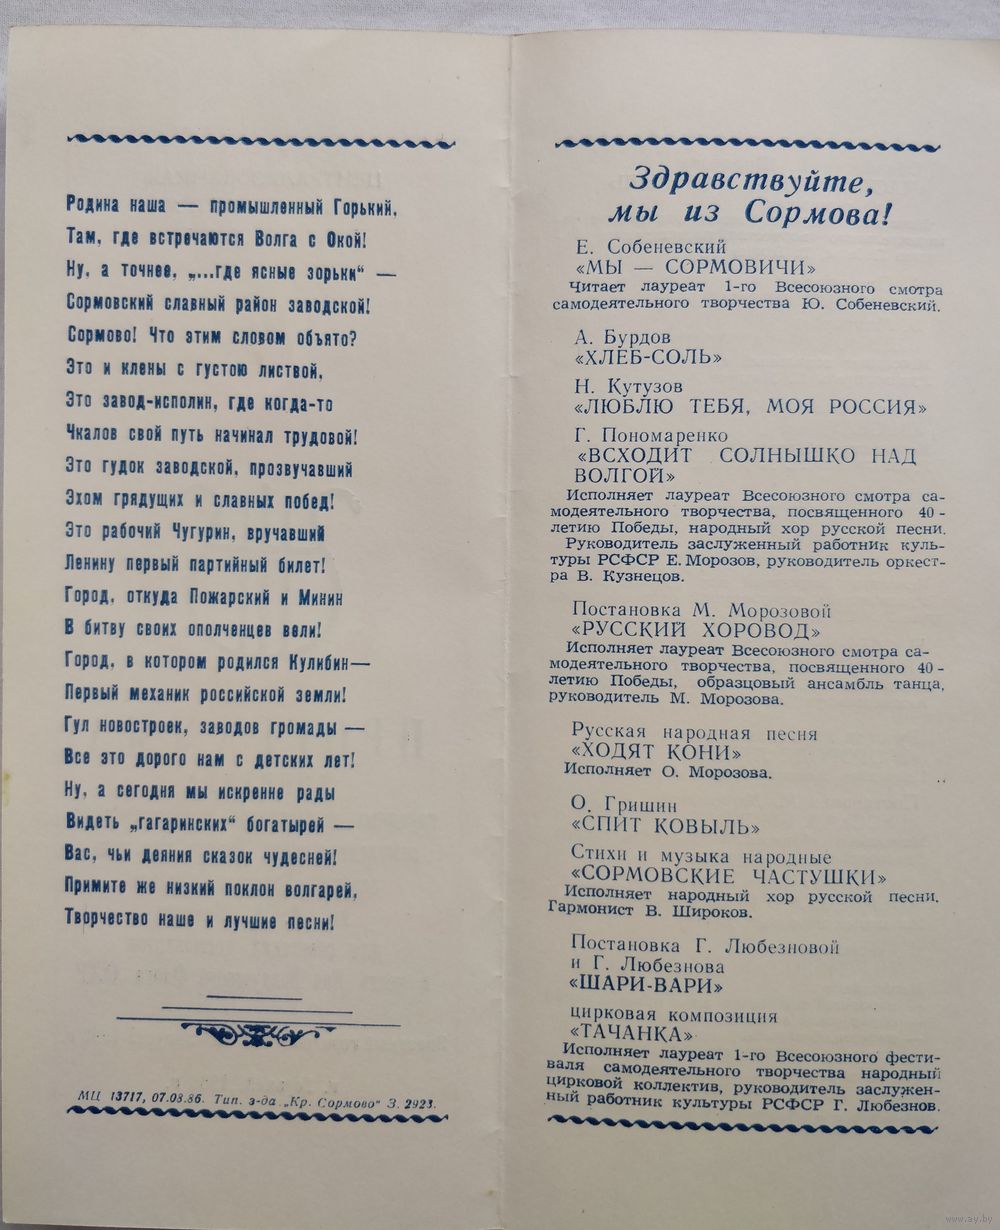 Родина наша — промышленный Горький,
Там, где встречаются Волга с Окой!
Ну, а точнее, „...где ясные зорьки“ —
Сормовский славный район заводской!
Сормово! Что этим словом объято?
Это и клены с густою листвой,
Это завод-исполин, где когда-то
Чкалов свой путь начинал трудовой!
Это гудок заводской, прозвучавший
Эхом грядущих и славных побед!
Это рабочий Чугурин, вручавший
Ленину первый партийный билет!
Город, откуда Пожарский и Минин
В битву своих ополченцев вели!
Город, в котором родился Кулибин—
Первый механик российской земли!
Гул новостроек, заводов громады —
Все это дорого нам с детских лет!
Ну, а сегодня мы искренне рады
Видеть „гагаринских“ богатырей —
Вас, чьи деяния сказок чудесней!
Примите же низкий поклон волгарей,
Творчество наше и лучшие песни!
МЦ 13717, 07.08.86. Тип. з-да „Кр. Сормово“ З. 2923.
Здравствуйте,
мы из Сормова!
Е. Собеневский
«МЫ — СОРМОВИЧИ»
Читает лауреат 1-го Всесоюзного смотра
самодеятельного творчества Ю. Собеневский.
А. Бурдов
«ХЛЕБ-СОЛЬ»
Н. Кутузов
«ЛЮБЛЮ ТЕБЯ, МОЯ РОССИЯ»
Г. Пономаренко
«ВСХОДИТ СОЛНЫШКО НАД
ВОЛГОЙ»
Исполняет лауреат Всесоюзного смотра са-
модеятельного творчества, посвященного 40-
летию Победы, народный хор русской песни.
Руководитель заслуженный работник куль-
туры РСФСР Е. Морозов, руководитель оркест-
ра В. Кузнецов.
Постановка М. Морозовой
«РУССКИЙ ХОРОВОД»
Исполняет лауреат Всесоюзного смотра са-
модеятельного творчества, посвященного 40-
летию Победы, образцовый ансамбль танца,
руководитель М. Морозова.
Русская народная песня
«ХОДЯТ КОНИ»
Исполняет О. Морозова.
О. Гришин
«СПИТ КОВЫЛЬ»
Стихи и музыка народные
«СОРМОВСКИЕ ЧАСТУШКИ»
Исполняет народный хор русской песни.
Гармонист В. Широков.
Постановка Г. Любезновой
и Г. Любезнова
«ШАРИ-ВАРИ»
цирковая композиция
«ТАЧАНКА»
Исполняет лауреат 1-го Всесоюзного фести-
валя самодеятельного творчества народный
цирковой коллектив, руководитель заслужен-
ный работник культуры РСФСР Г. Любезнов.
www.ay.by